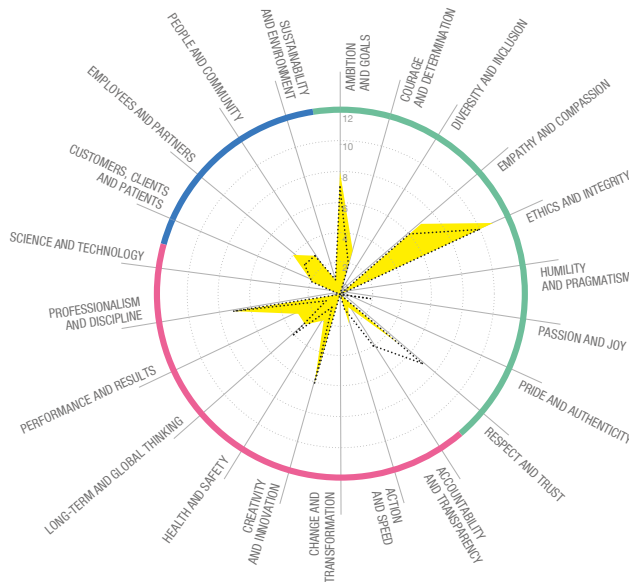 AMBITION
AND GOALS
COURAGE
AND DETERMINATION
DIVERSITY AND INCLUSION
EMPATHY AND COMPASSION
ETHICS AND INTEGRITY
HUMILITY
AND PRAGMATISM
PASSION AND JOY
PRIDE AND AUTHENTICITY
RESPECT AND TRUST
ACCOUNTABILITY
AND TRANSPARENCY
ACTION
AND SPEED
CHANGE AND
TRANSFORMATION
CREATIVITY
AND INNOVATION
HEALTH AND SAFETY
LONG-TERM AND GLOBAL THINKING
PERFORMANCE AND RESULTS
PROFESSIONALISM
AND DISCIPLINE
SCIENCE AND TECHNOLOGY
CUSTOMERS, CLIENTS
AND PATIENTS
EMPLOYEES AND PARTNERS
PEOPLE AND COMMUNITY
SUSTAINABILITY
AND ENVIRONMENT
12
10
8
6
4